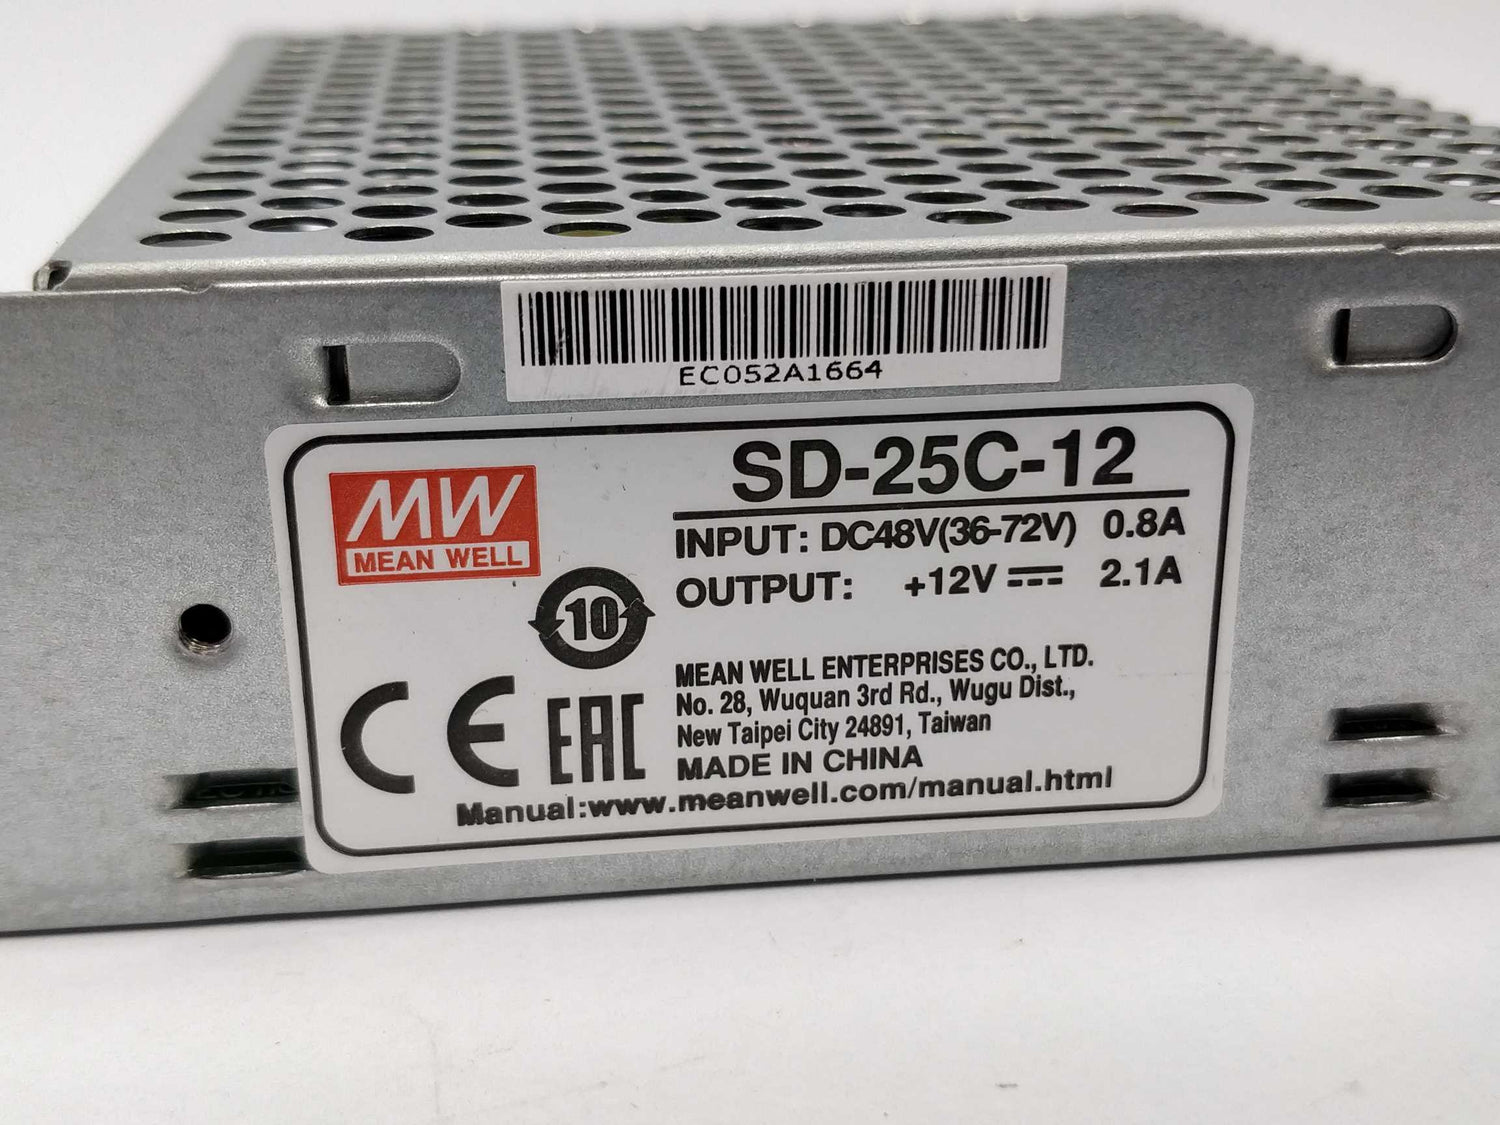 EC052A1664
SD-25C-12
MW
MEAN WELL
INPUT: DC48V(36-72V) 0.8A
OUTPUT: +12V ⎓ 2.1A
10
CE EAC
MEAN WELL ENTERPRISES CO., LTD.
No. 28, Wuquan 3rd Rd., Wugu Dist.,
New Taipei City 24891, Taiwan
MADE IN CHINA
Manual:www.meanwell.com/manual.html